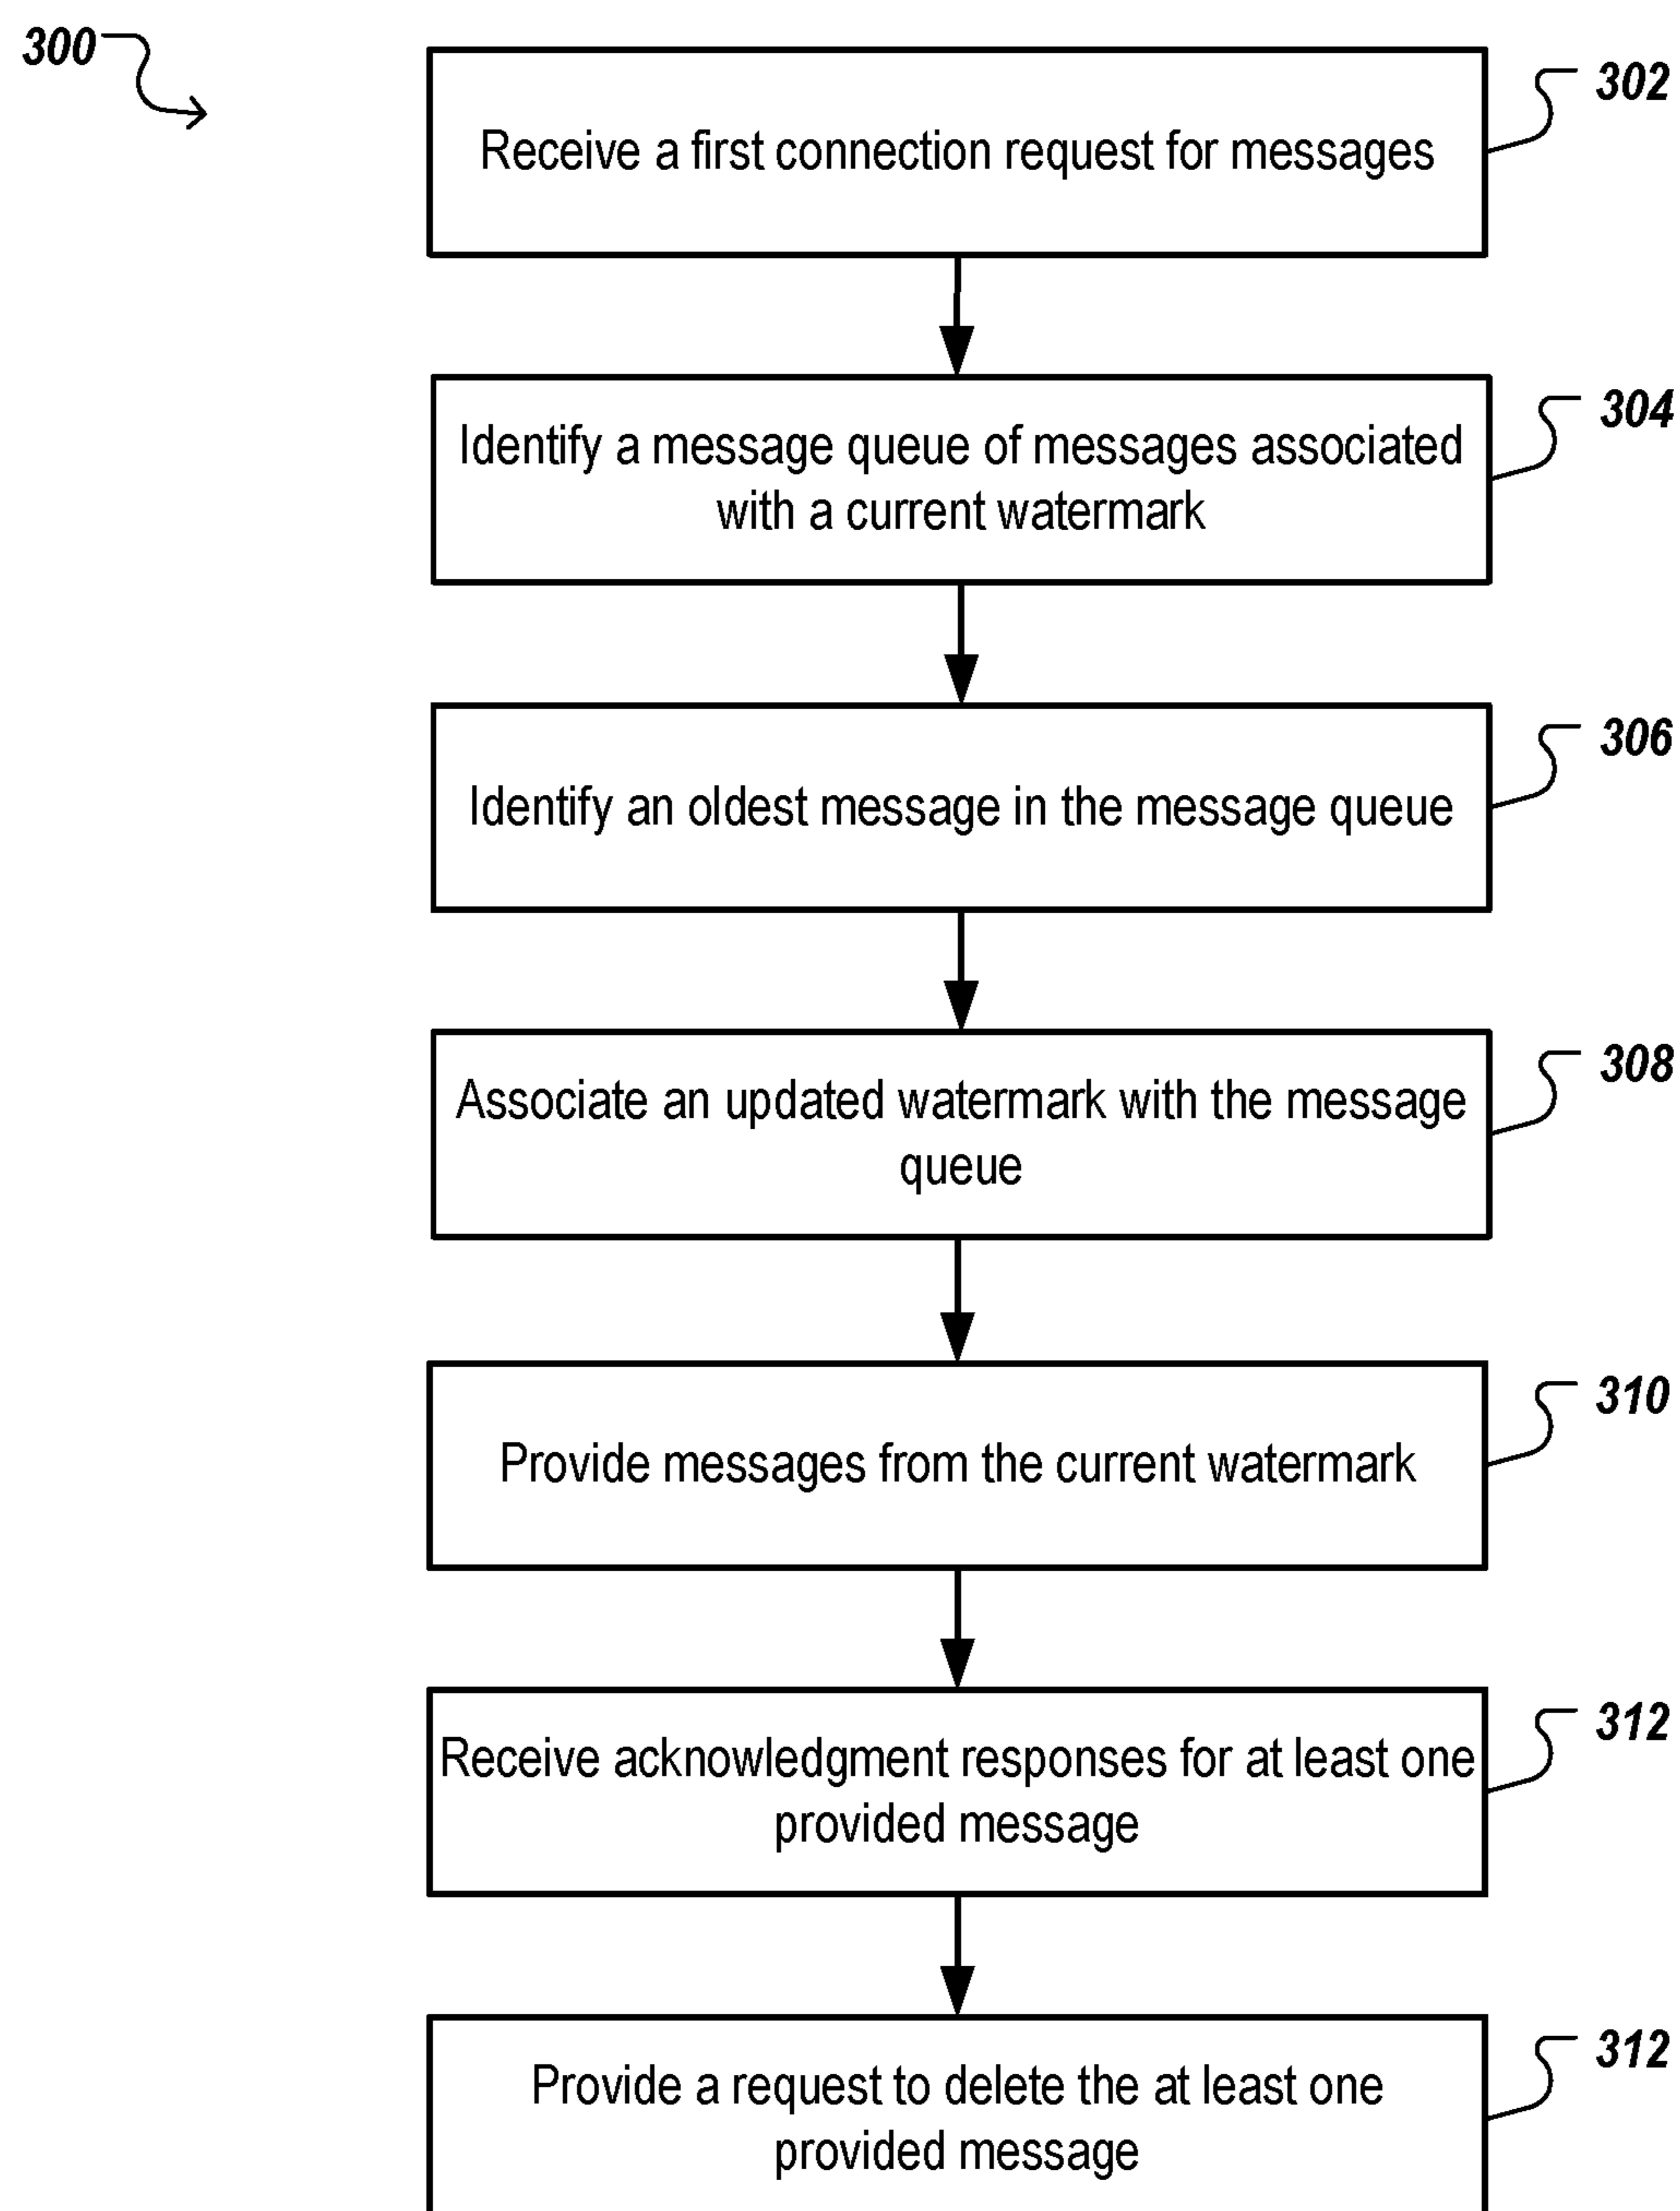 300
302
Receive a first connection request for messages
304
Identify a message queue of messages associated
with a current watermark
306
Identify an oldest message in the message queue
308
Associate an updated watermark with the message
queue
310
Provide messages from the current watermark
312
Receive acknowledgment responses for at least one
provided message
312
Provide a request to delete the at least one
provided message